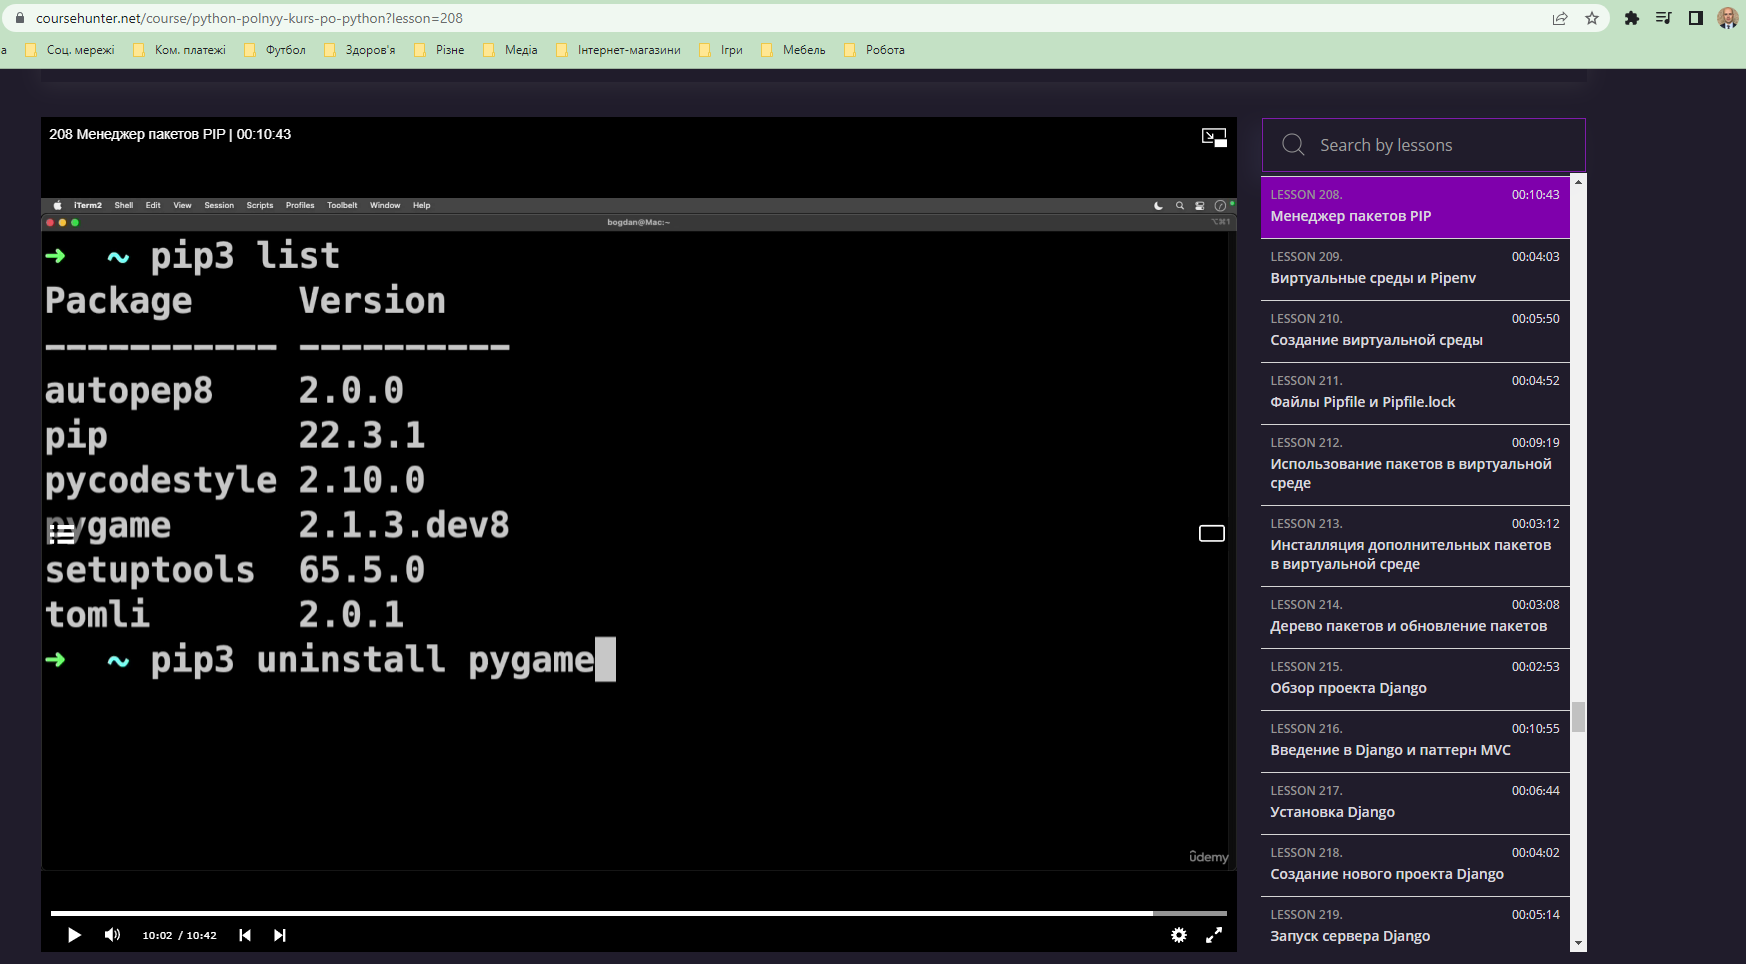 coursehunter.net/course/python-polnyy-kurs-po-python?lesson=208
а
Соц. мережі
Ком. платежі
Футбол
Здоров'я
Різне
Медіа
Інтернет-магазини
Ігри
Мебель
Робота
208 Менеджер пакетов PIP | 00:10:43
iTerm2 Shell Edit View Session Scripts Profiles Toolbelt Window Help
bogdan@Mac:~
⌥⌘1
➜ ~ pip3 list
Package Version
----------- ----------
autopep8 2.0.0
pip 22.3.1
pycodestyle 2.10.0
pygame 2.1.3.dev8
setuptools 65.5.0
tomli 2.0.1
➜ ~ pip3 uninstall pygame
ûdemy
10:02 / 10:42
Search by lessons
LESSON 208. 00:10:43
Менеджер пакетов PIP
LESSON 209. 00:04:03
Виртуальные среды и Pipenv
LESSON 210. 00:05:50
Создание виртуальной среды
LESSON 211. 00:04:52
Файлы Pipfile и Pipfile.lock
LESSON 212. 00:09:19
Использование пакетов в виртуальной
среде
LESSON 213. 00:03:12
Инсталляция дополнительных пакетов
в виртуальной среде
LESSON 214. 00:03:08
Дерево пакетов и обновление пакетов
LESSON 215. 00:02:53
Обзор проекта Django
LESSON 216. 00:10:55
Введение в Django и паттерн MVC
LESSON 217. 00:06:44
Установка Django
LESSON 218. 00:04:02
Создание нового проекта Django
LESSON 219. 00:05:14
Запуск сервера Django